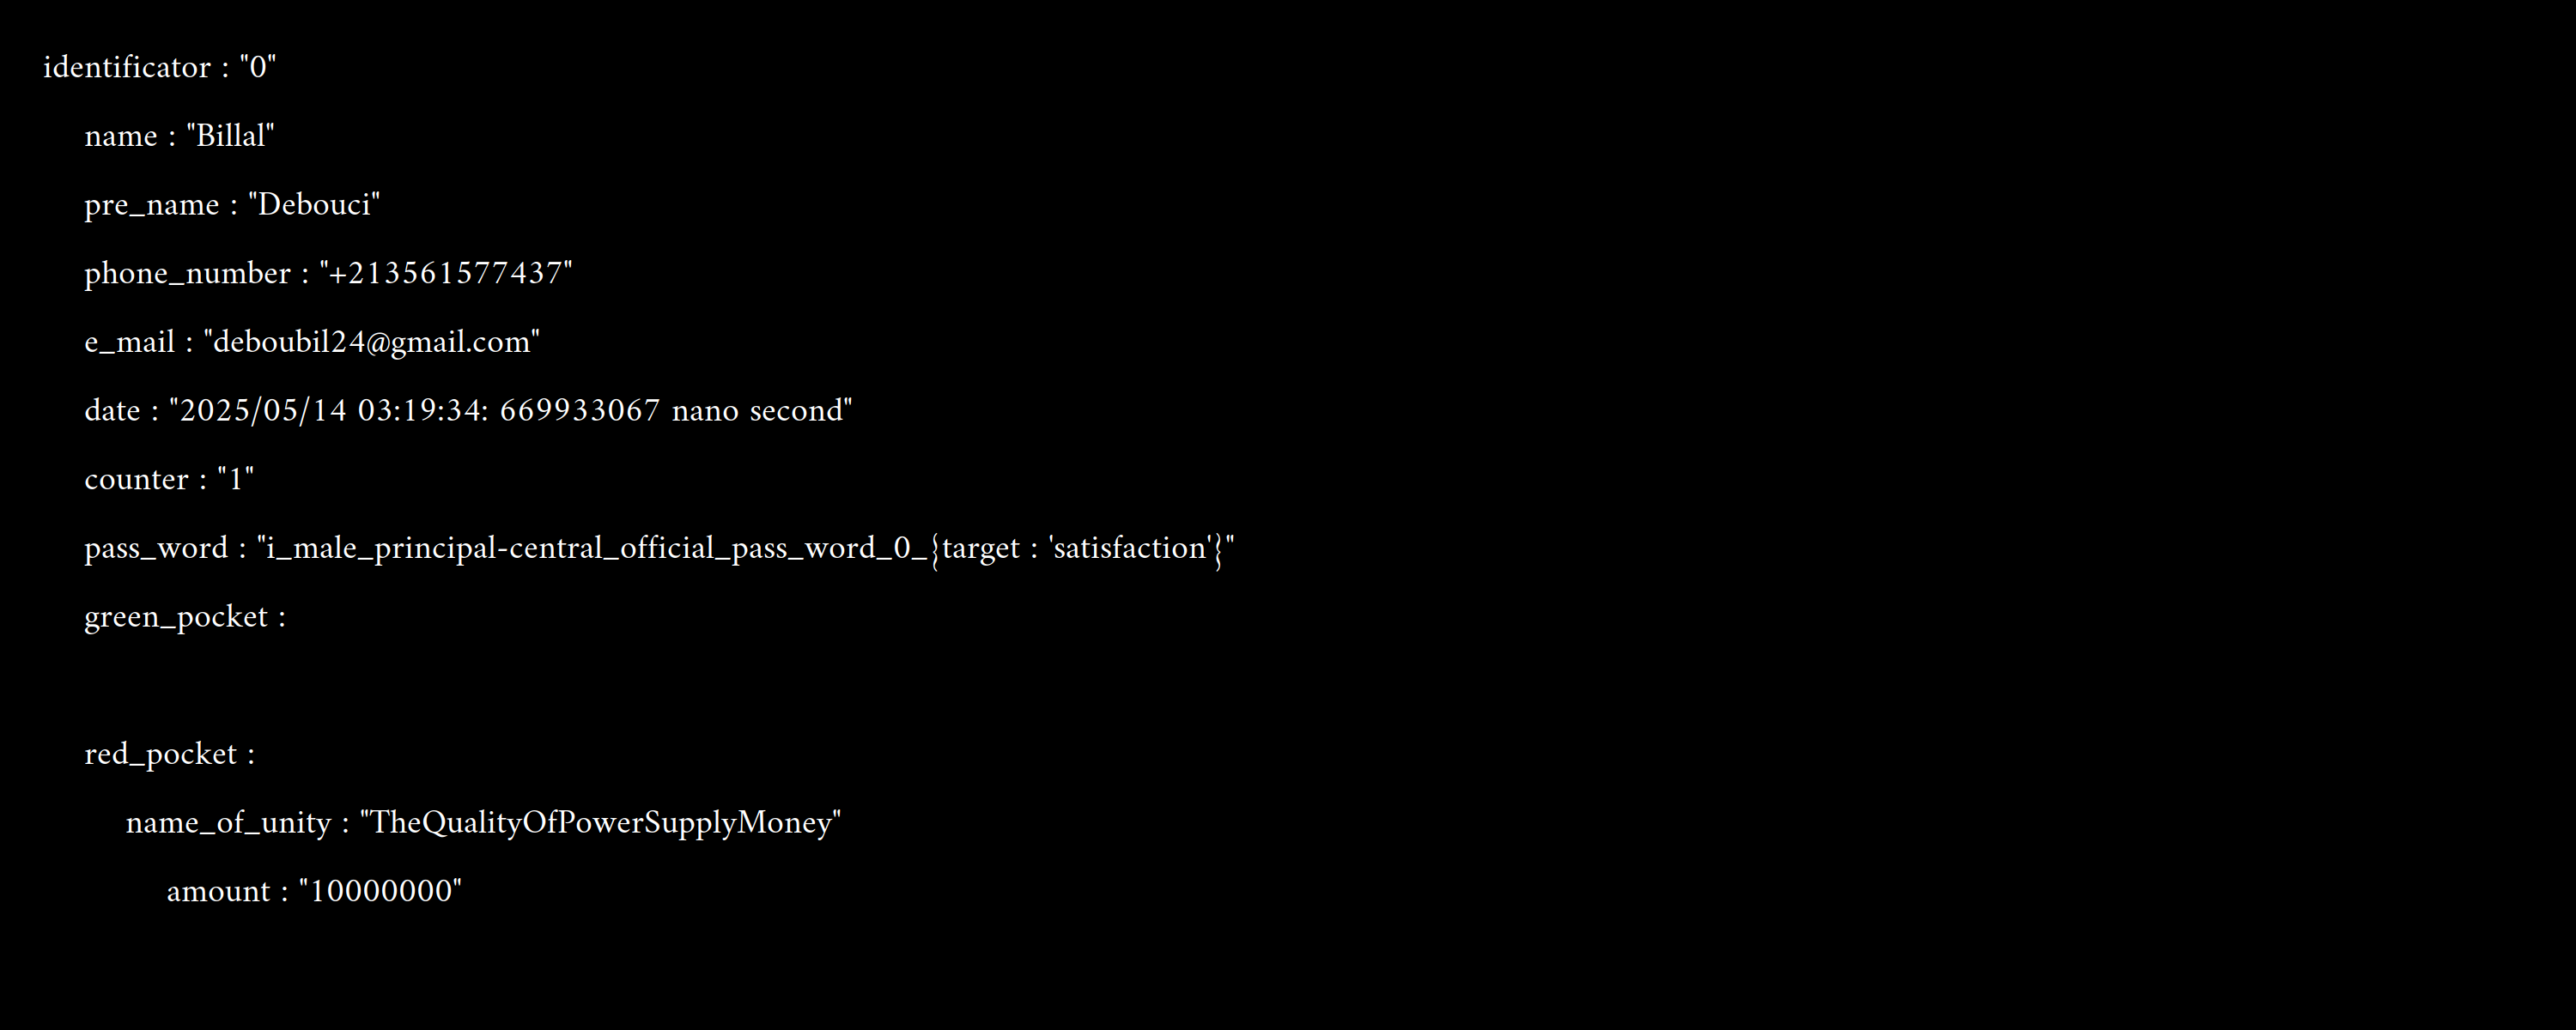 identificator : "0"
name : "Billal"
pre_name : "Debouci"
phone_number : "+213561577437"
e_mail : "deboubil24@gmail.com"
date : "2025/05/14 03:19:34: 669933067 nano second"
counter : "1"
pass_word : "i_male_principal-central_official_pass_word_0_{target : 'satisfaction'}"
green_pocket :
red_pocket :
name_of_unity : "TheQualityOfPowerSupplyMoney"
amount : "10000000"